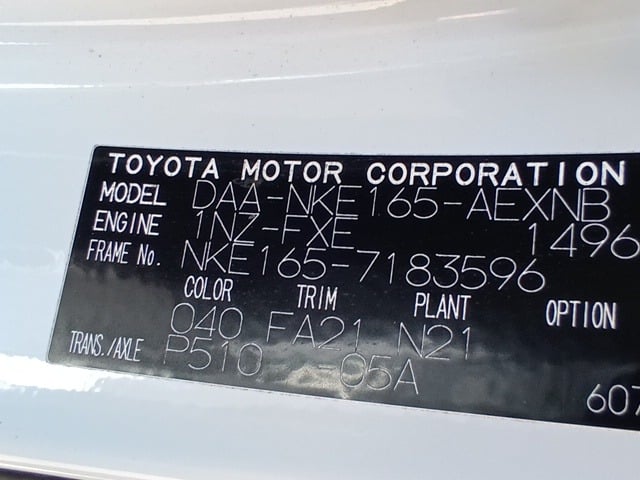 TOYOTA MOTOR CORPORATION
MODEL DAA-NKE165-AEXNB
ENGINE 1NZ-FXE 1496
FRAME No. NKE165-7183596
COLOR TRIM PLANT OPTION
040 FA21 N21
TRANS./AXLE P510 -05A
607